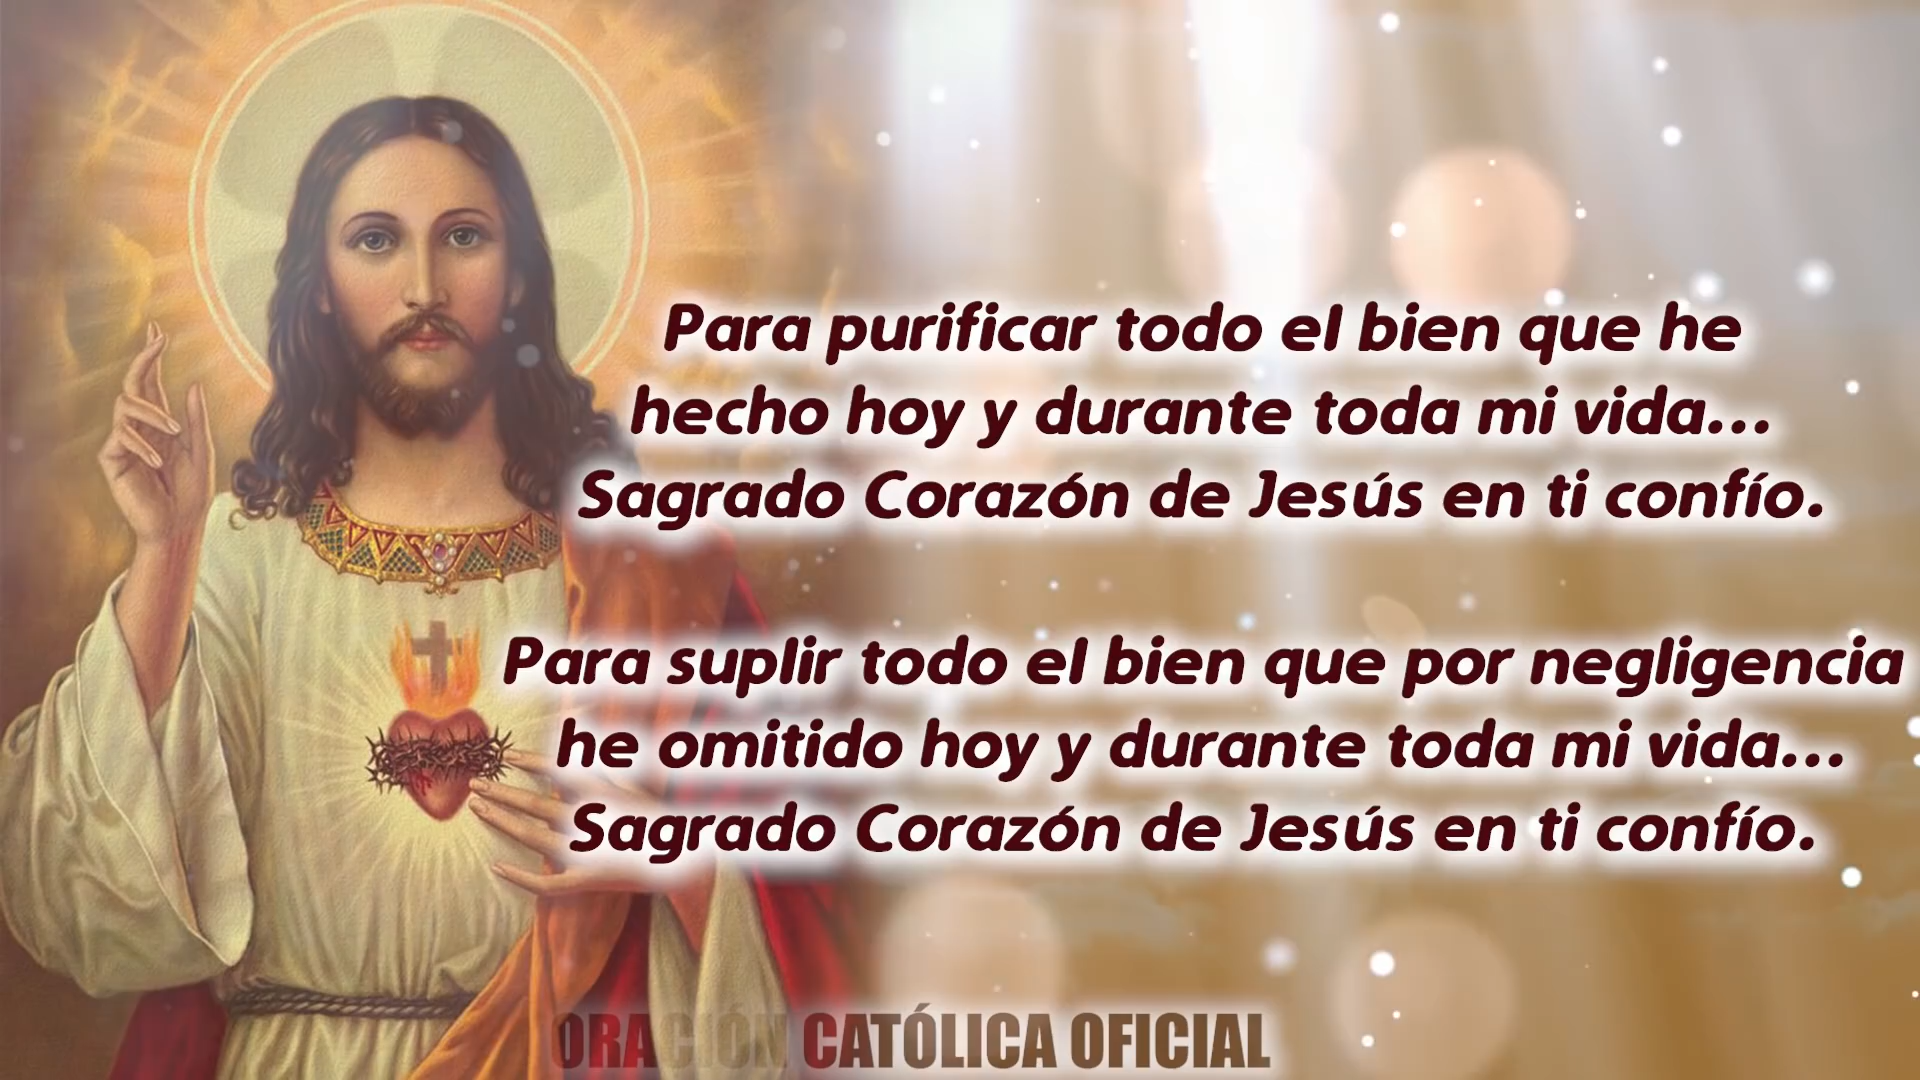 Para purificar todo el bien que he
hecho hoy y durante toda mi vida...
Sagrado Corazón de Jesús en ti confío.
Para suplir todo el bien que por negligencia
he omitido hoy y durante toda mi vida...
Sagrado Corazón de Jesús en ti confío.
ORACIÓN CATÓLICA OFICIAL